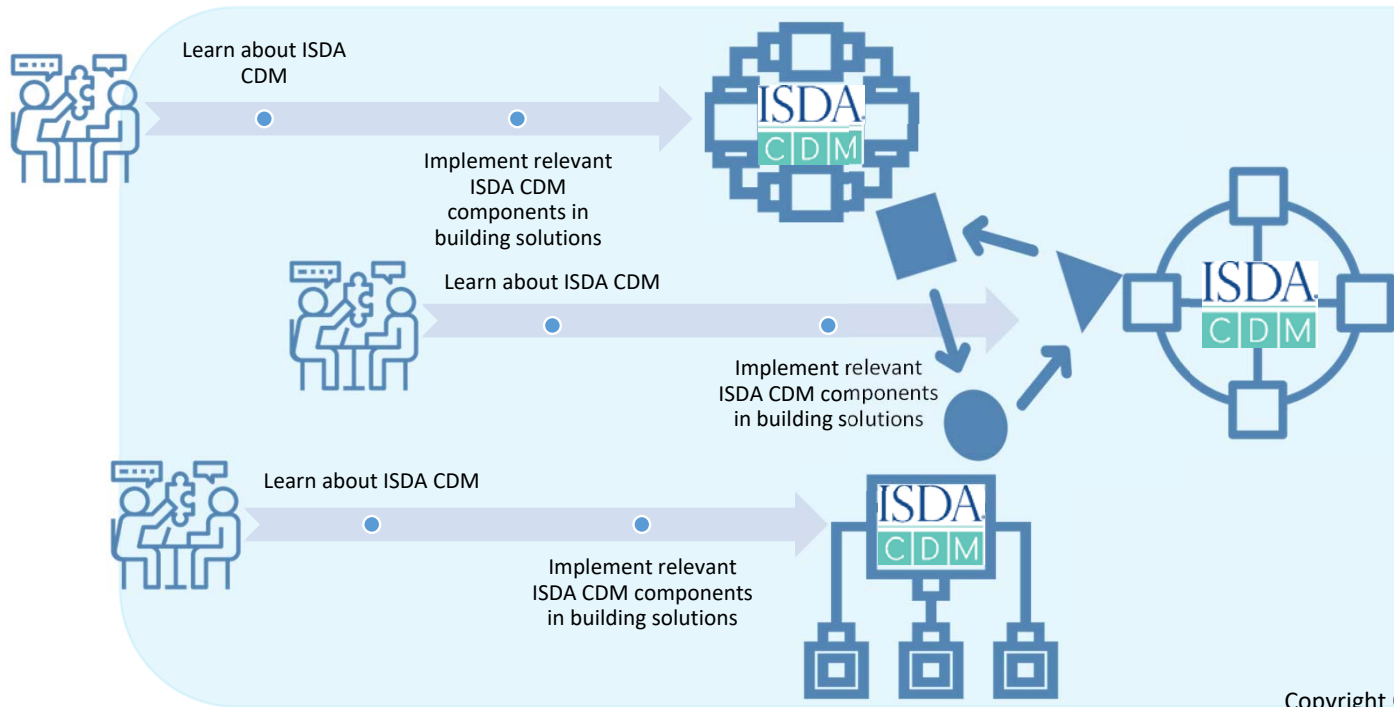 Learn about ISDA
CDM
ISDA
CDM
Implement relevant
ISDA CDM
components in
building solutions
Learn about ISDA CDM
ISDA
CDM
Implement relevant
ISDA CDM components
in building solutions
Learn about ISDA CDM
ISDA
CDM
Implement relevant
ISDA CDM components
in building solutions
Copyright